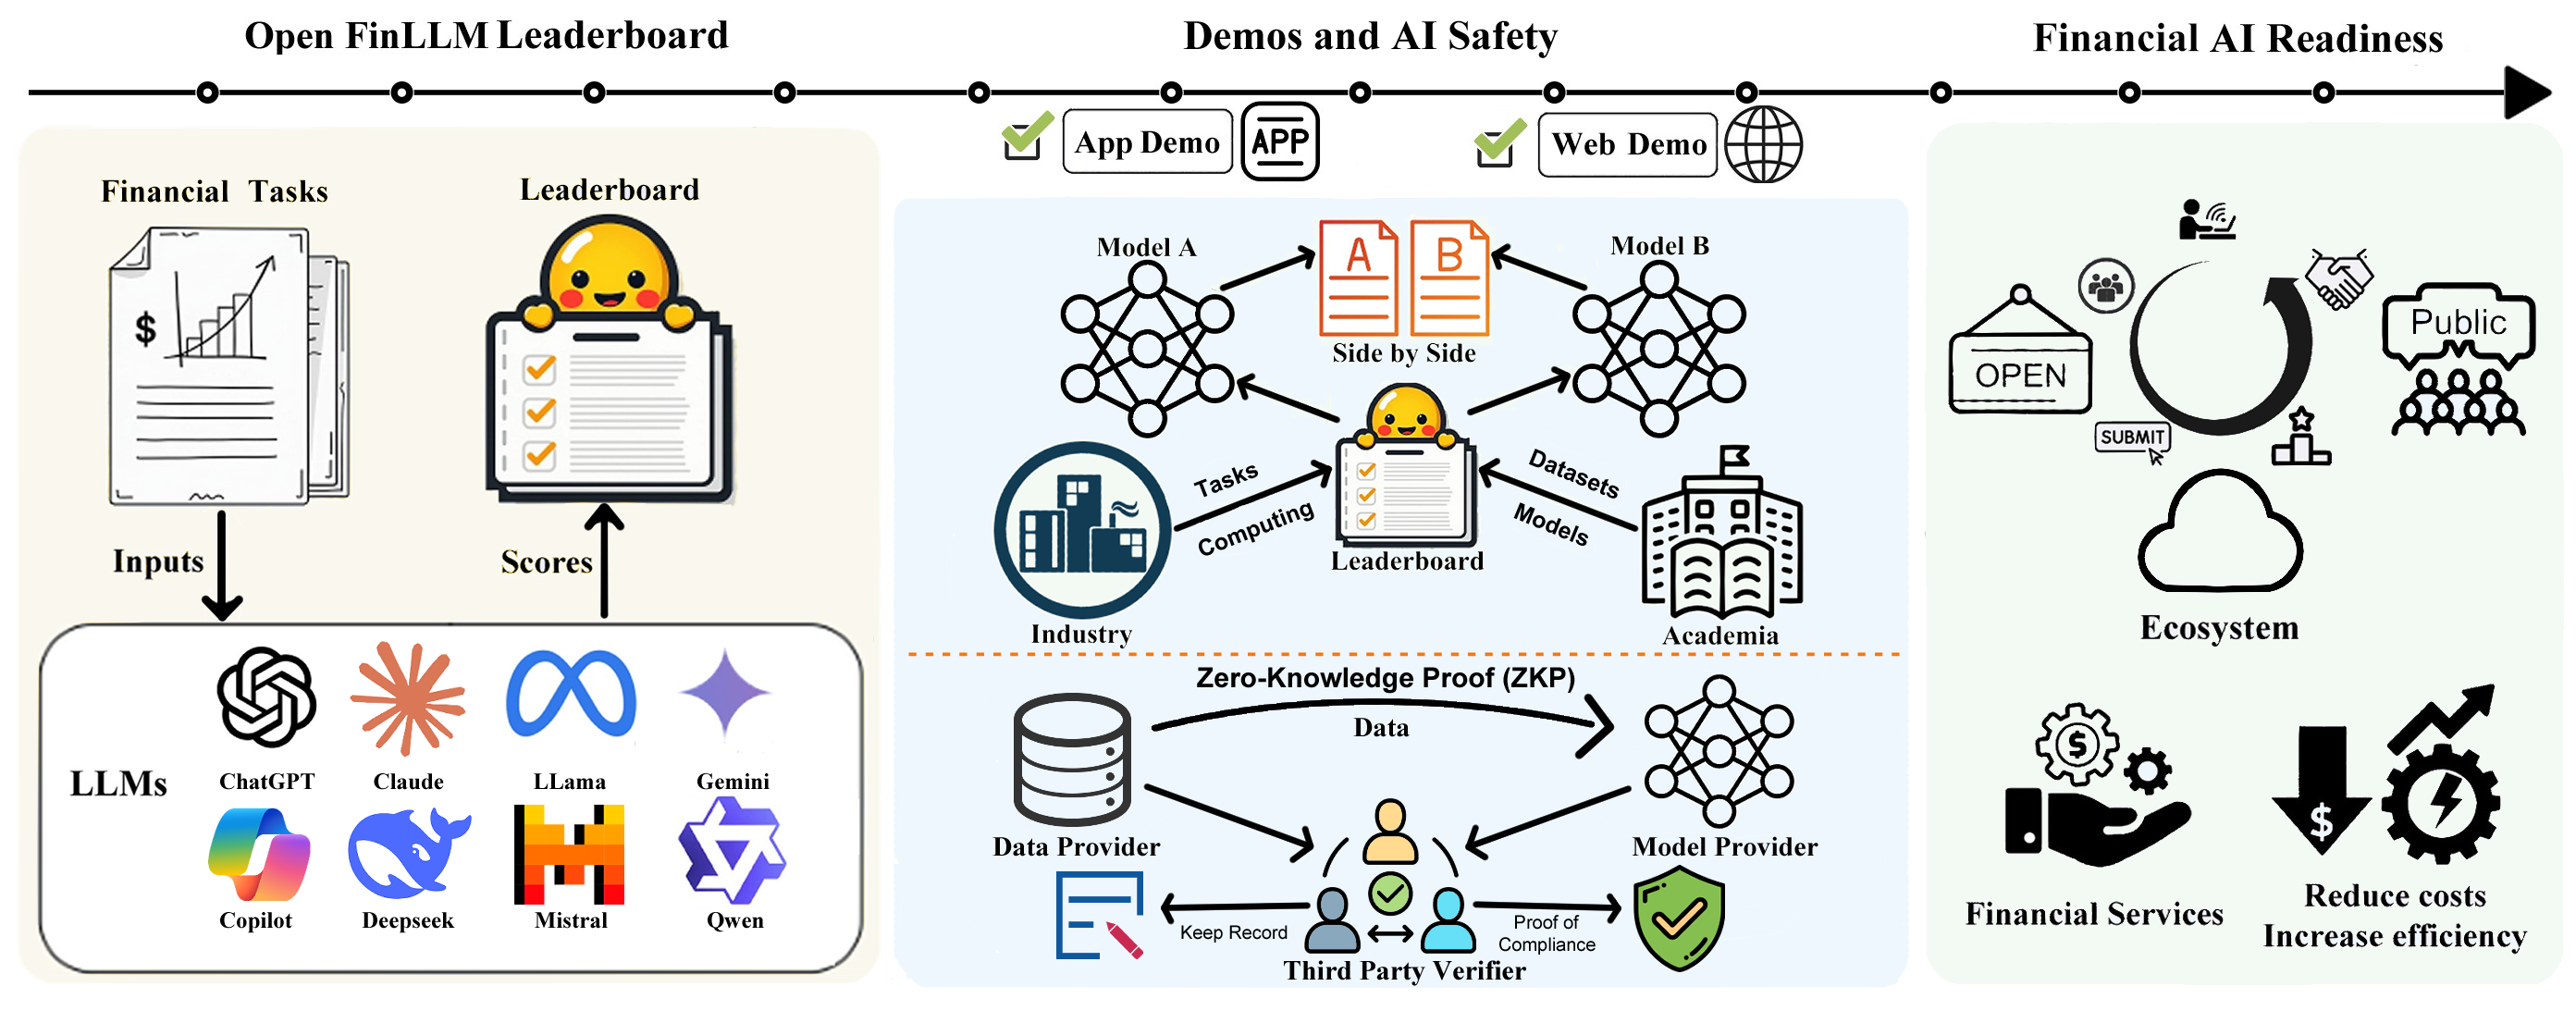 Open FinLLM Leaderboard
Demos and AI Safety
Financial AI Readiness
App Demo
APP
Web Demo
Financial Tasks
Leaderboard
$
Inputs
Scores
LLMs
ChatGPT
Claude
LLama
Gemini
Copilot
Deepseek
Mistral
Qwen
Model A
A
B
Model B
Side by Side
Tasks
Computing
Datasets
Models
Leaderboard
Industry
Academia
Zero-Knowledge Proof (ZKP)
Data
Data Provider
Model Provider
Keep Record
Proof of
Compliance
Third Party Verifier
OPEN
Public
SUBMIT
Ecosystem
$
$
Financial Services
Reduce costs
Increase efficiency